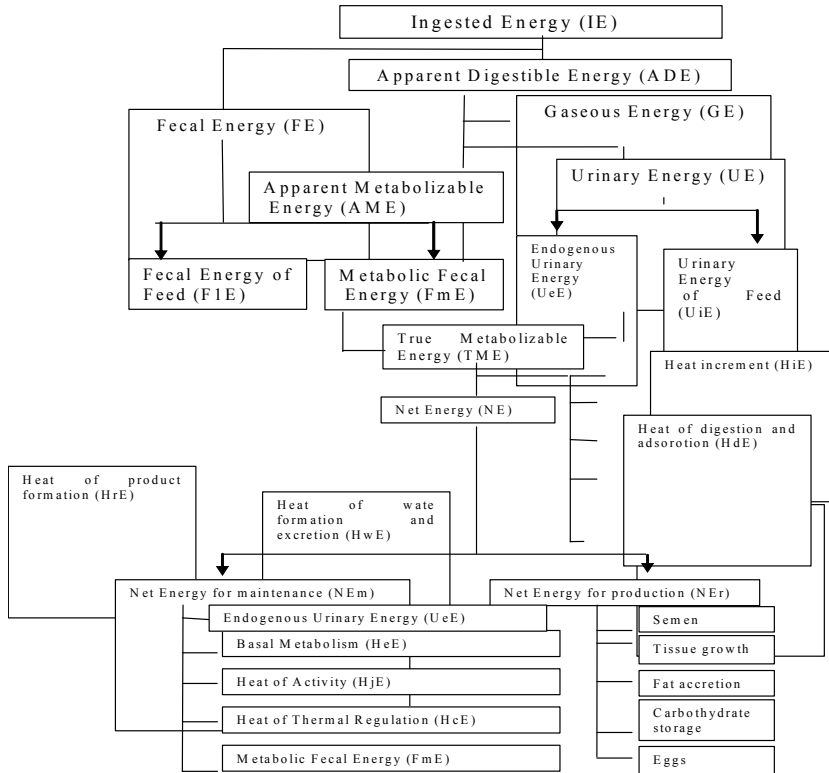 Ingested Energy (IE)
Apparent Digestible Energy (ADE)
Fecal Energy (FE)
Gaseous Energy (GE)
Apparent Metabolizable
Energy (AME)
Urinary Energy (UE)
Fecal Energy of
Feed (F1E)
Metabolic Fecal
Energy (FmE)
Endogenous
Urinary
Energy
(UeE)
Urinary
Energy
of Feed
(UiE)
True Metabolizable
Energy (TME)
Heat increment (HiE)
Net Energy (NE)
Heat of digestion and
adsorotion (HdE)
Heat of product
formation (HrE)
Heat of wate
formation and
excretion (HwE)
Net Energy for maintenance (NEm)
Net Energy for production (NEr)
Endogenous Urinary Energy (UeE)
Semen
Basal Metabolism (HeE)
Tissue growth
Heat of Activity (HjE)
Fat accretion
Heat of Thermal Regulation (HcE)
Carbothydrate
storage
Metabolic Fecal Energy (FmE)
Eggs